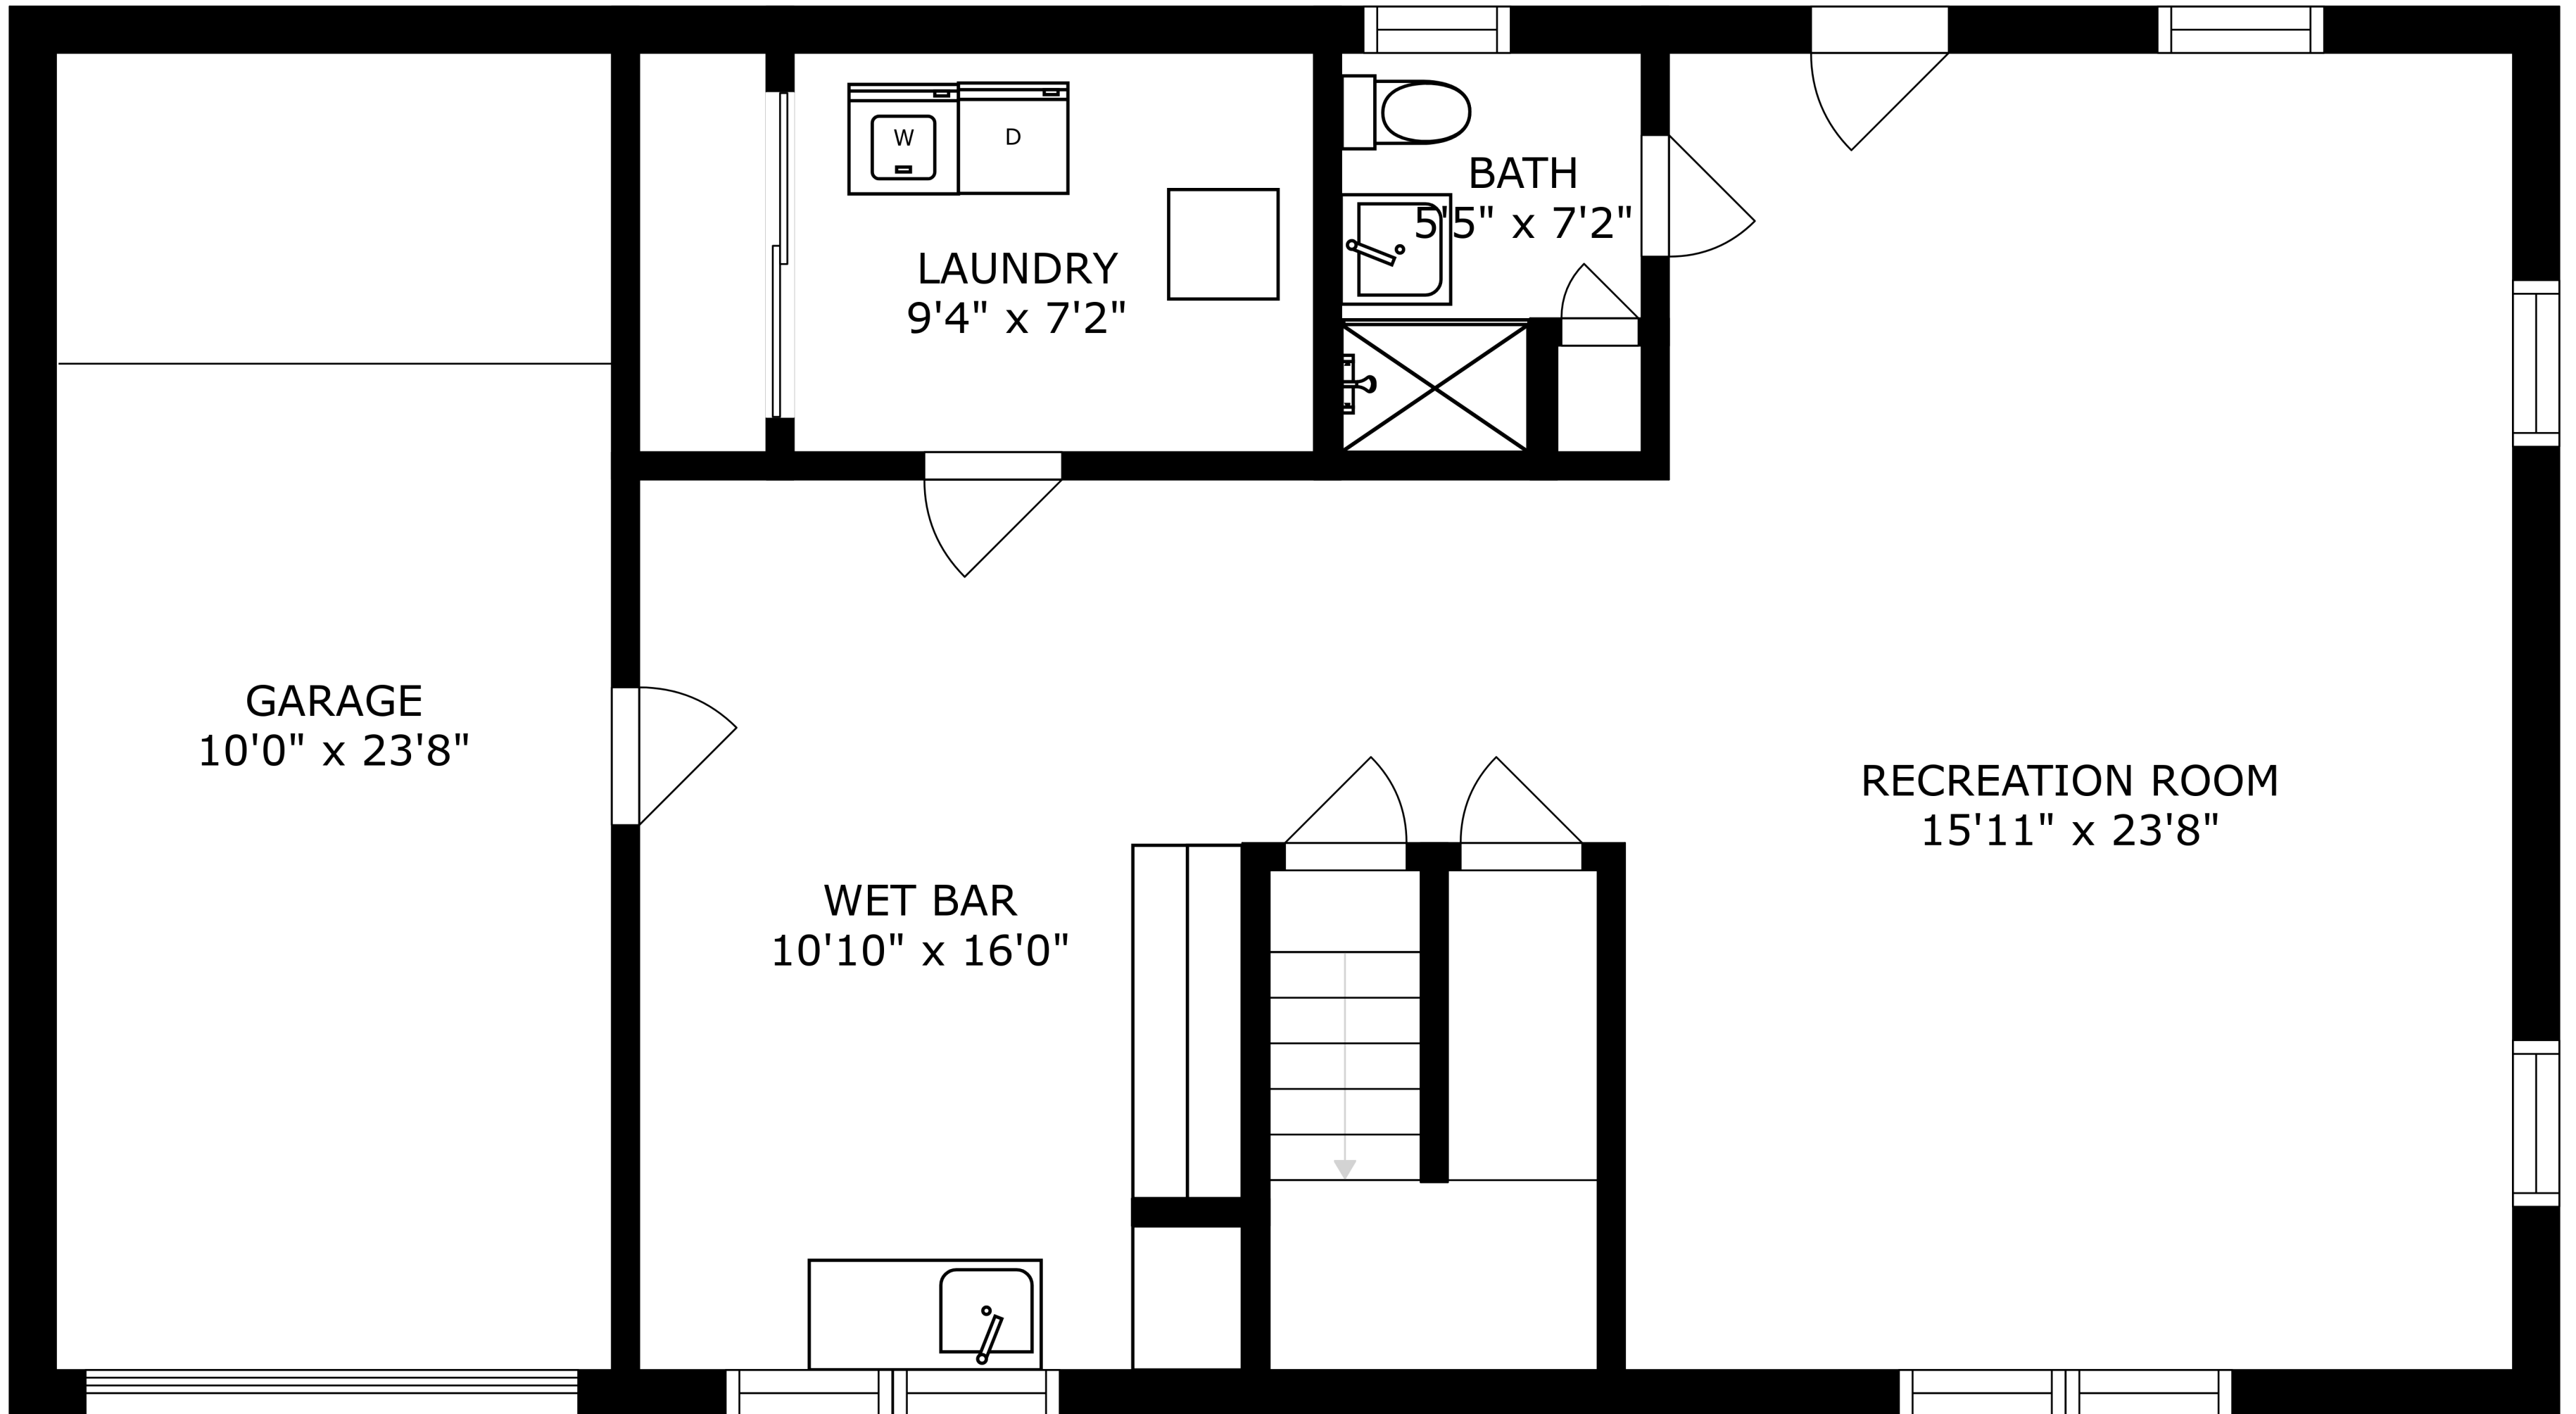 W
D
BATH
5'5" x 7'2"
LAUNDRY
9'4" x 7'2"
GARAGE
10'0" x 23'8"
RECREATION ROOM
15'11" x 23'8"
WET BAR
10'10" x 16'0"